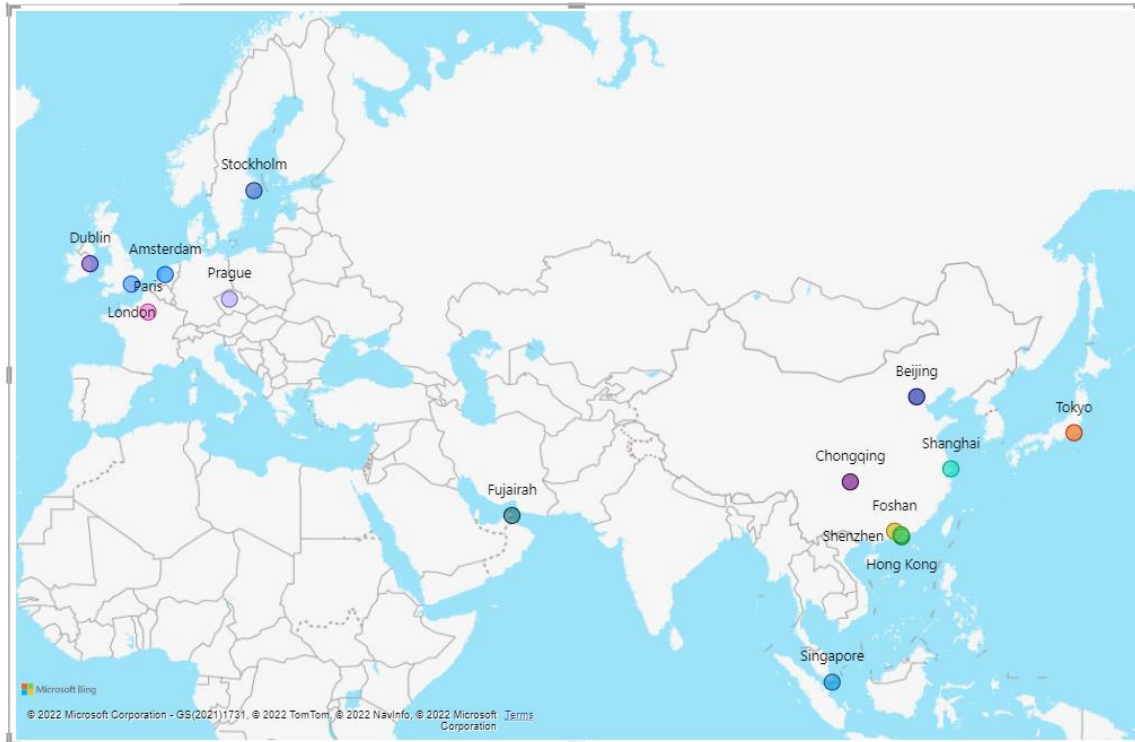 Stockholm
Dublin
Amsterdam
Prague
Paris
London
Beijing
Tokyo
Shanghai
Chongqing
Fujairah
Foshan
Shenzhen
Hong Kong
Singapore
Microsoft Bing
© 2022 Microsoft Corporation - GS(2021)1731, © 2022 TomTom, © 2022 NavInfo, © 2022 Microsoft Terms
Corporation